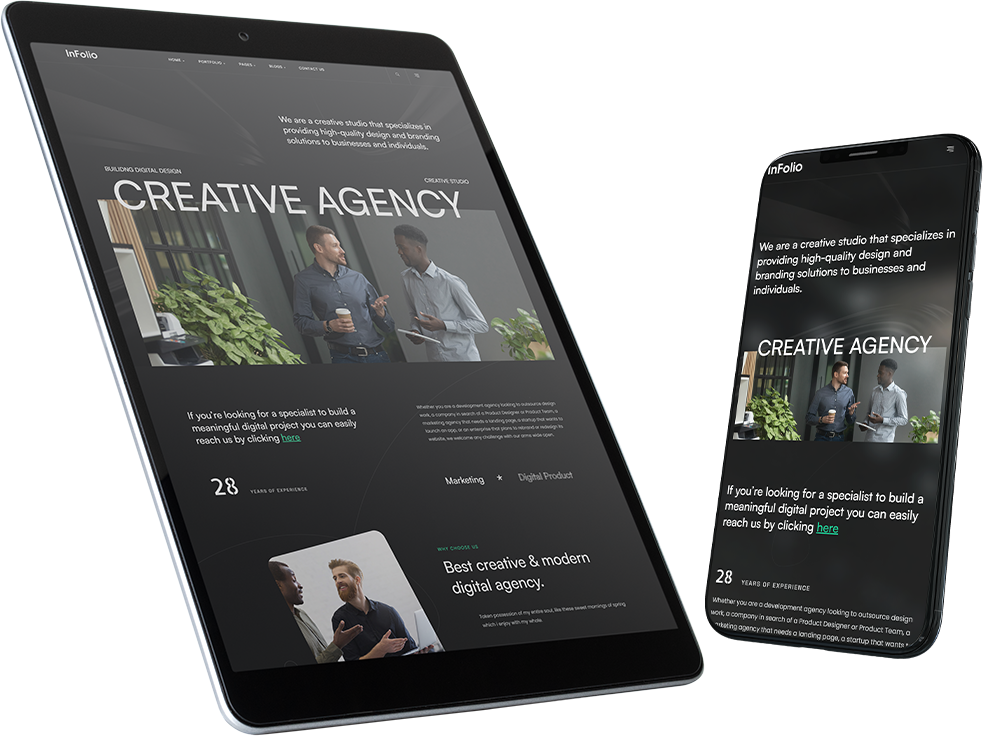 InFolio
HOME PORTFOLIO PAGES BLOGS CONTACT US
We are a creative studio that specializes in
providing high-quality design and branding
solutions to businesses and individuals.
BUILIDNG DIGITAL DESIGN
CREATIVE STUDIO
CREATIVE AGENCY
If you're looking for a specialist to build a
meaningful digital project you can easily
reach us by clicking here
Whether you are a development agency looking to outsource design
work, a company in search of a Product Designer or Product Team, a
marketing agency that needs a landing page, a startup that wants to
launch an app, or an enterprise that plans to rebrand or redesign its
website, we welcome any challenge with our arms wide open.
28 YEARS OF EXPERIENCE
Marketing * Digital Product
WHY CHOOSE US
Best creative & modern
digital agency.
Taken possession of my entire soul, like these sweet mornings of spring
which i enjoy with my whole.
InFolio
We are a creative studio that specializes in
providing high-quality design and
branding solutions to businesses and
individuals.
CREATIVE AGENCY
If you're looking for a specialist to build a
meaningful digital project you can easily
reach us by clicking here
28 YEARS OF EXPERIENCE
Whether you are a development agency looking to outsource design
work, a company in search of a Product Designer or Product Team, a
marketing agency that needs a landing page, a startup that wants